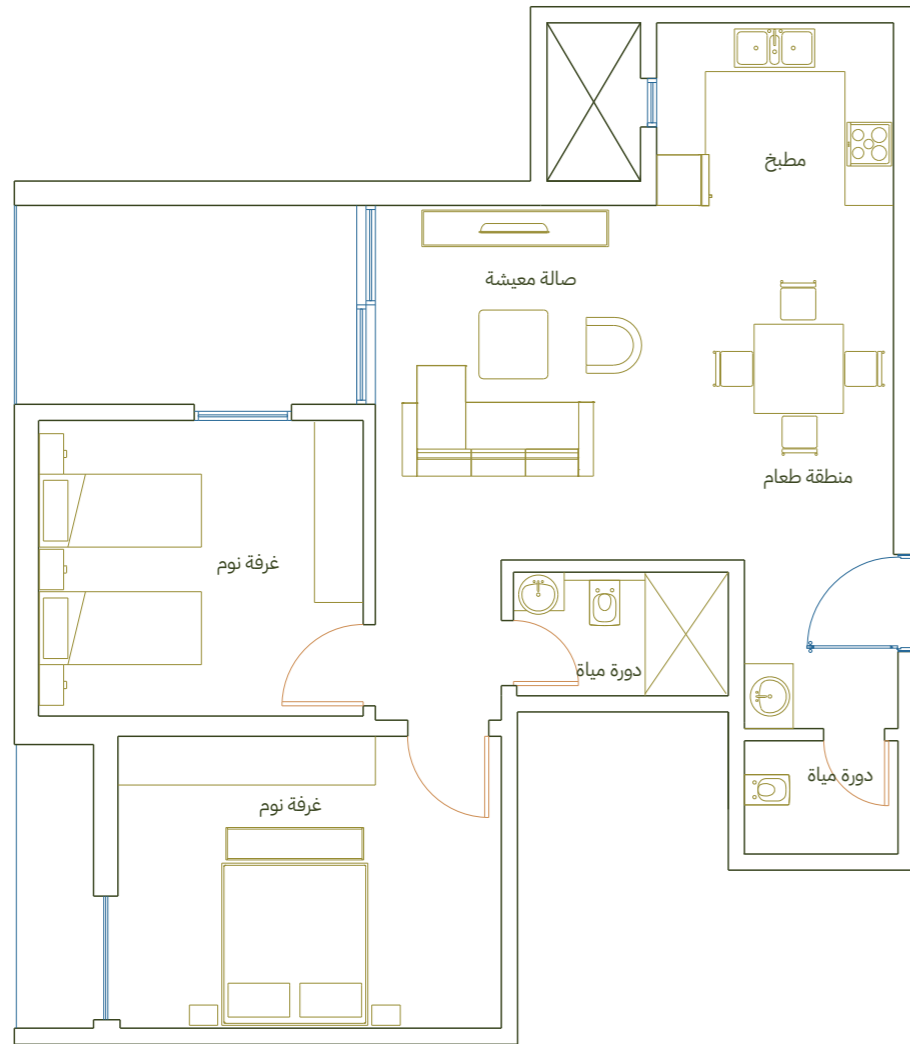 مطبخ
صالة معيشة
منطقة طعام
غرفة نوم
دورة مياة
دورة مياة
غرفة نوم